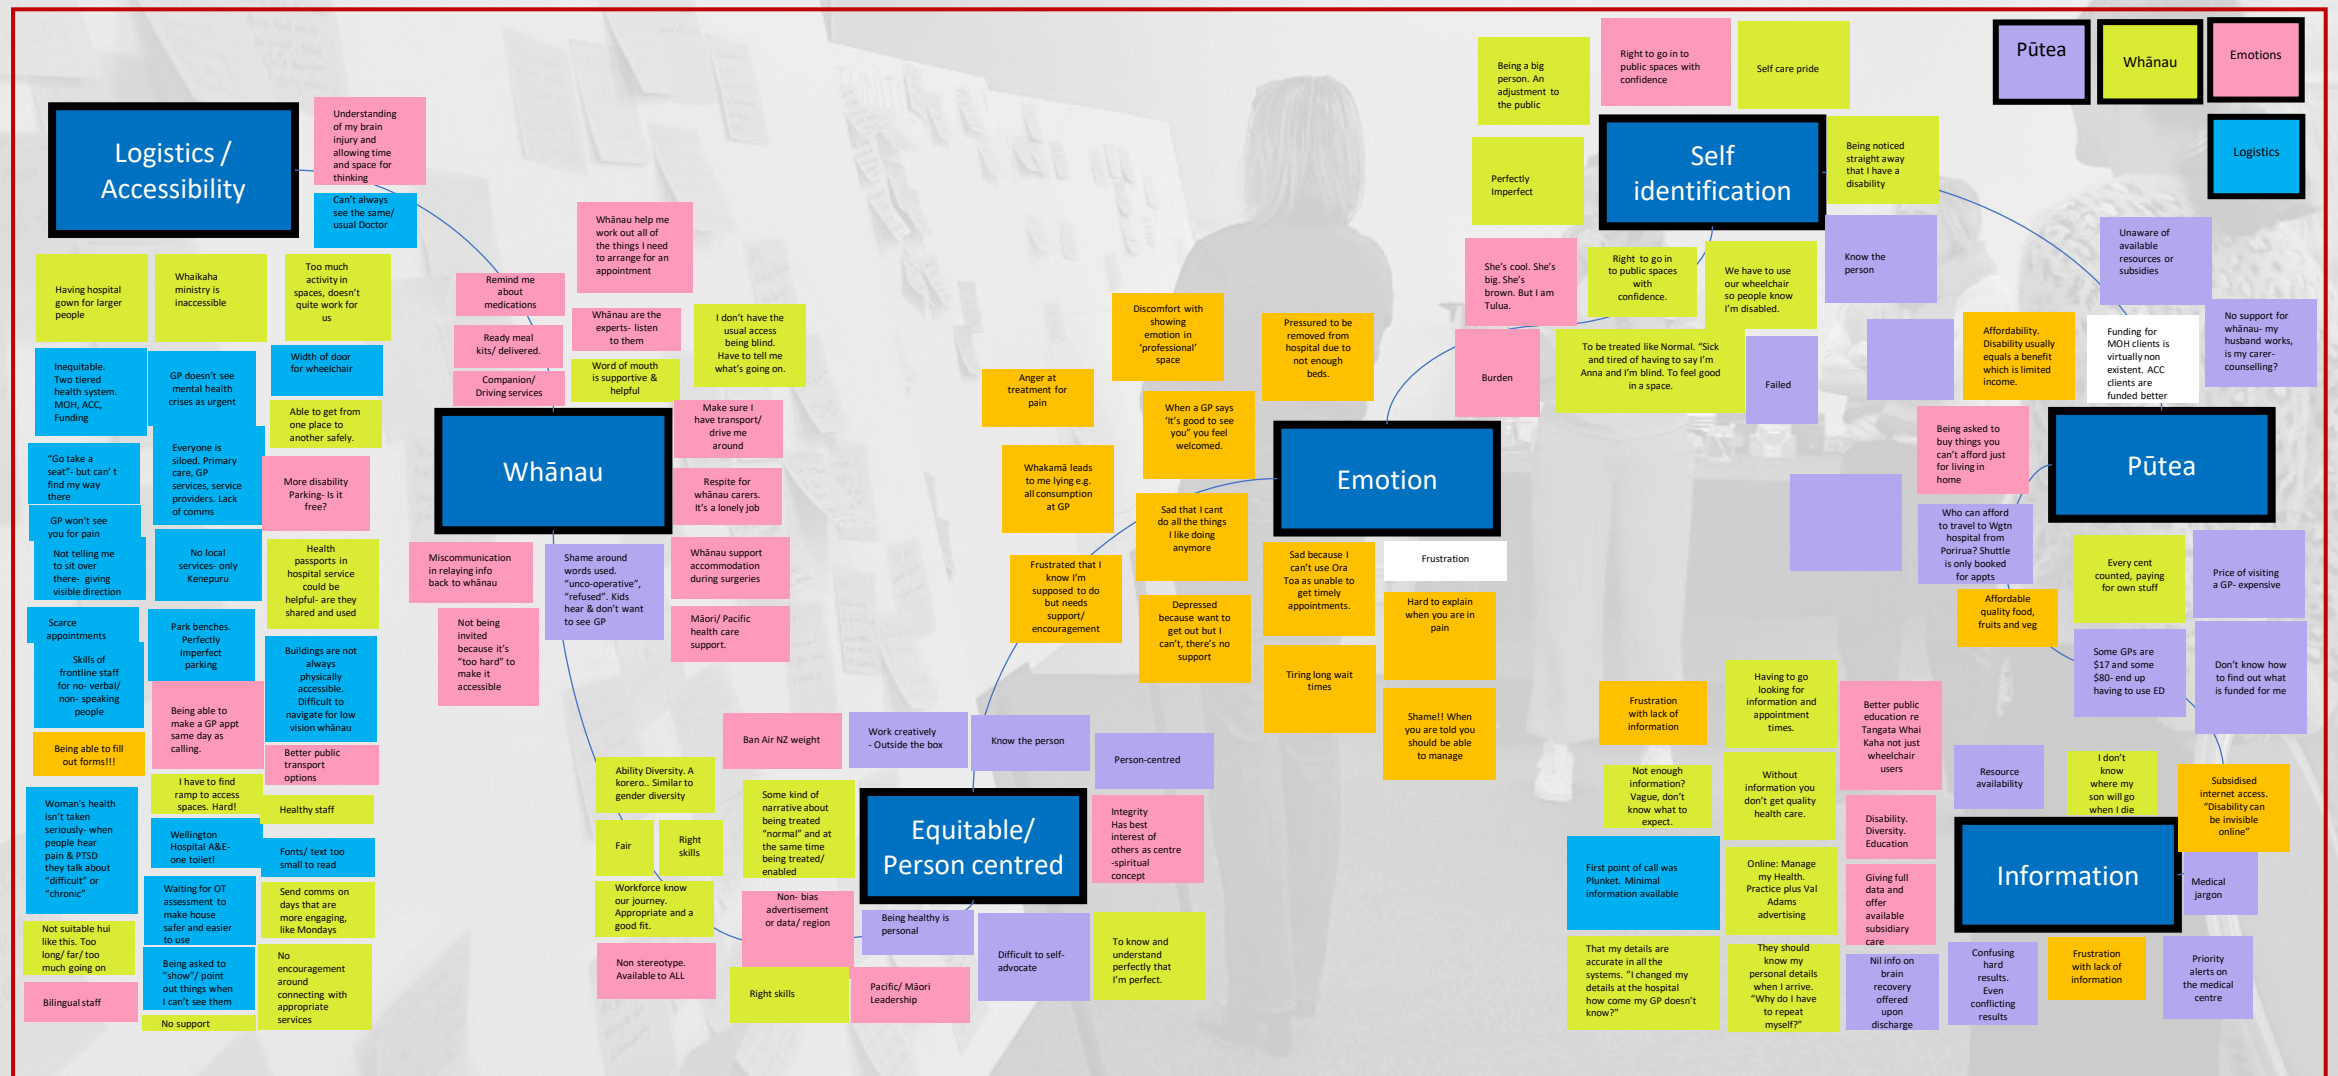 Pūtea
Whānau
Emotions
Logistics
Logistics /
Accessibility
Understanding
of my brain
injury and
allowing time
and space for
thinking
Can't always
see the same/
usual Doctor
Having hospital
gown for larger
people
Whaikaha
ministry is
inaccessible
Too much
activity in
spaces, doesn't
quite work for
us
Inequitable.
Two tiered
health system.
MOH, ACC,
Funding
GP doesn't see
mental health
crises as urgent
Width of door
for wheelchair
Able to get from
one place to
another safely.
"Go take a
seat"- but can' t
find my way
there
Everyone is
siloed. Primary
care, GP
services, service
providers. Lack
of comms
More disability
Parking- Is it
free?
GP won't see
you for pain
Not telling me
to sit over
there- giving
visible direction
No local
services- only
Kenepuru
Health
passports in
hospital service
could be
helpful- are they
shared and used
Scarce
appointments
Park benches.
Perfectly
imperfect
parking
Buildings are not
always
physically
accessible.
Difficult to
navigate for low
vision whānau
Skills of
frontline staff
for no- verbal/
non- speaking
people
Being able to
make a GP appt
same day as
calling.
Being able to fill
out forms!!!
Better public
transport
options
I have to find
ramp to access
spaces. Hard!
Healthy staff
Woman's health
isn't taken
seriously- when
people hear
pain & PTSD
they talk about
"difficult" or
"chronic"
Wellington
Hospital A&E-
one toilet!
Fonts/ text too
small to read
Waiting for OT
assessment to
make house
safer and easier
to use
Send comms on
days that are
more engaging,
like Mondays
Not suitable hui
like this. Too
long/ far/ too
much going on
Being asked to
"show"/ point
out things when
I can't see them
No
encouragement
around
connecting with
appropriate
services
Bilingual staff
No support
Whānau help me
work out all of
the things I need
to arrange for an
appointment
Remind me
about
medications
Ready meal
kits/ delivered.
Whānau are the
experts- listen
to them
I don't have the
usual access
being blind.
Have to tell me
what's going on.
Companion/
Driving services
Word of mouth
is supportive &
helpful
Whānau
Make sure I
have transport/
drive me
around
Respite for
whānau carers.
It's a lonely job
Miscommunication
in relaying info
back to whānau
Shame around
words used.
"unco-operative",
"refused". Kids
hear & don't want
to see GP
Whānau support
accommodation
during surgeries
Not being
invited
because it's
"too hard" to
make it
accessible
Māori/ Pacific
health care
support.
Discomfort with
showing
emotion in
'professional'
space
Pressured to be
removed from
hospital due to
not enough
beds.
Anger at
treatment for
pain
When a GP says
'It's good to see
you" you feel
welcomed.
Emotion
Whakamā leads
to me lying e.g.
all consumption
at GP
Sad that I cant
do all the things
I like doing
anymore
Frustrated that I
know I'm
supposed to do
but needs
support/
encouragement
Sad because I
can't use Ora
Toa as unable to
get timely
appointments.
Frustration
Depressed
because want to
get out but I
can't, there's no
support
Hard to explain
when you are in
pain
Tiring long wait
times
Shame!! When
you are told you
should be able
to manage
Ban Air NZ weight
Work creatively
- Outside the box
Know the person
Person-centred
Ability Diversity. A
korero.. Similar to
gender diversity
Some kind of
narrative about
being treated
"normal" and at
the same time
being treated/
enabled
Equitable/
Person centred
Integrity
Has best
interest of
others as centre
-spiritual
concept
Fair
Right
skills
Workforce know
our journey.
Appropriate and a
good fit.
Non- bias
advertisement
or data/ region
Being healthy is
personal
Difficult to self-
advocate
To know and
understand
perfectly that
I'm perfect.
Non stereotype.
Available to ALL
Right skills
Pacific/ Māori
Leadership
Being a big
person. An
adjustment to
the public
Right to go in to
public spaces with
confidence
Self care pride
Perfectly
Imperfect
Self
identification
Being noticed
straight away
that I have a
disability
She's cool. She's
big. She's
brown. But I am
Tulua.
Right to go in
to public spaces
with
confidence.
We have to use
our wheelchair
so people know
I'm disabled.
Know the
person
Burden
To be treated like Normal. "Sick
and tired of having to say I'm
Anna and I'm blind. To feel good
in a space.
Failed
Unaware of
available
resources or
subsidies
Affordability.
Disability usually
equals a benefit
which is limited
income.
Funding for
MOH clients is
virtually non
existent. ACC
clients are
funded better
No support for
whānau- my
husband works,
is my carer-
counselling?
Being asked to
buy things you
can't afford just
for living in
home
Pūtea
Who can afford
to travel to Wgtn
hospital from
Porirua? Shuttle
is only booked
for appts
Every cent
counted, paying
for own stuff
Price of visiting
a GP- expensive
Affordable
quality food,
fruits and veg
Some GPs are
$17 and some
$80- end up
having to use ED
Don't know how
to find out what
is funded for me
Frustration
with lack of
information
Having to go
looking for
information and
appointment
times.
Better public
education re
Tangata Whai
Kaha not just
wheelchair
users
Not enough
information?
Vague, don't
know what to
expect.
Without
information you
don't get quality
health care.
Resource
availability
I don't
know
where my
son will go
when I die
Subsidised
internet access.
"Disability can
be invisible
online"
Disability.
Diversity.
Education
First point of call was
Plunket. Minimal
information available
Online: Manage
my Health.
Practice plus Val
Adams
advertising
Giving full
data and
offer
available
subsidiary
care
Information
Medical
jargon
That my details are
accurate in all the
systems. "I changed my
details at the hospital
how come my GP doesn't
know?"
They should
know my
personal details
when I arrive.
"Why do I have
to repeat
myself?"
Nil info on
brain
recovery
offered
upon
discharge
Confusing
hard
results.
Even
conflicting
results
Frustration
with lack of
information
Priority
alerts on
the medical
centre